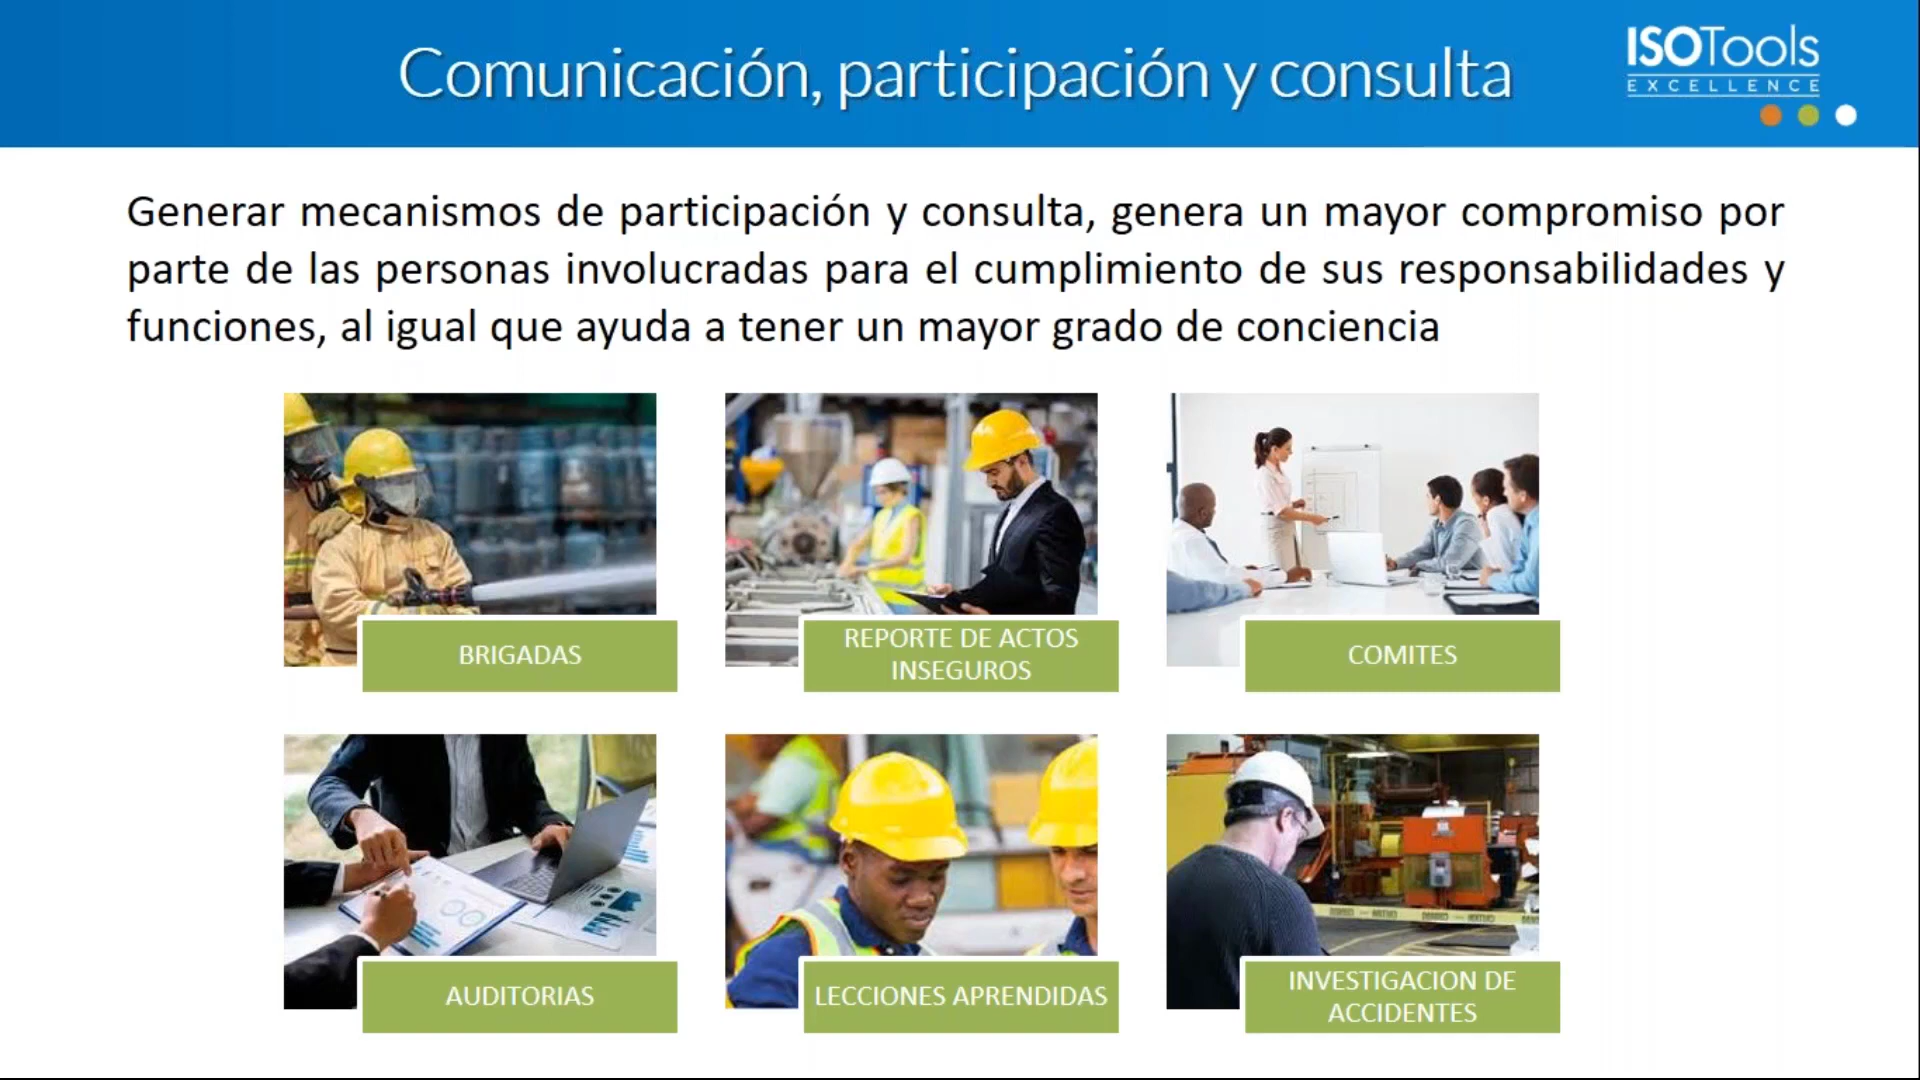 Comunicación, participación y consulta
ISOTools
EXCELLENCE
Generar mecanismos de participación y consulta, genera un mayor compromiso por
parte de las personas involucradas para el cumplimiento de sus responsabilidades y
funciones, al igual que ayuda a tener un mayor grado de conciencia
BRIGADAS
REPORTE DE ACTOS
INSEGUROS
COMITES
AUDITORIAS
LECCIONES APRENDIDAS
INVESTIGACION DE
ACCIDENTES